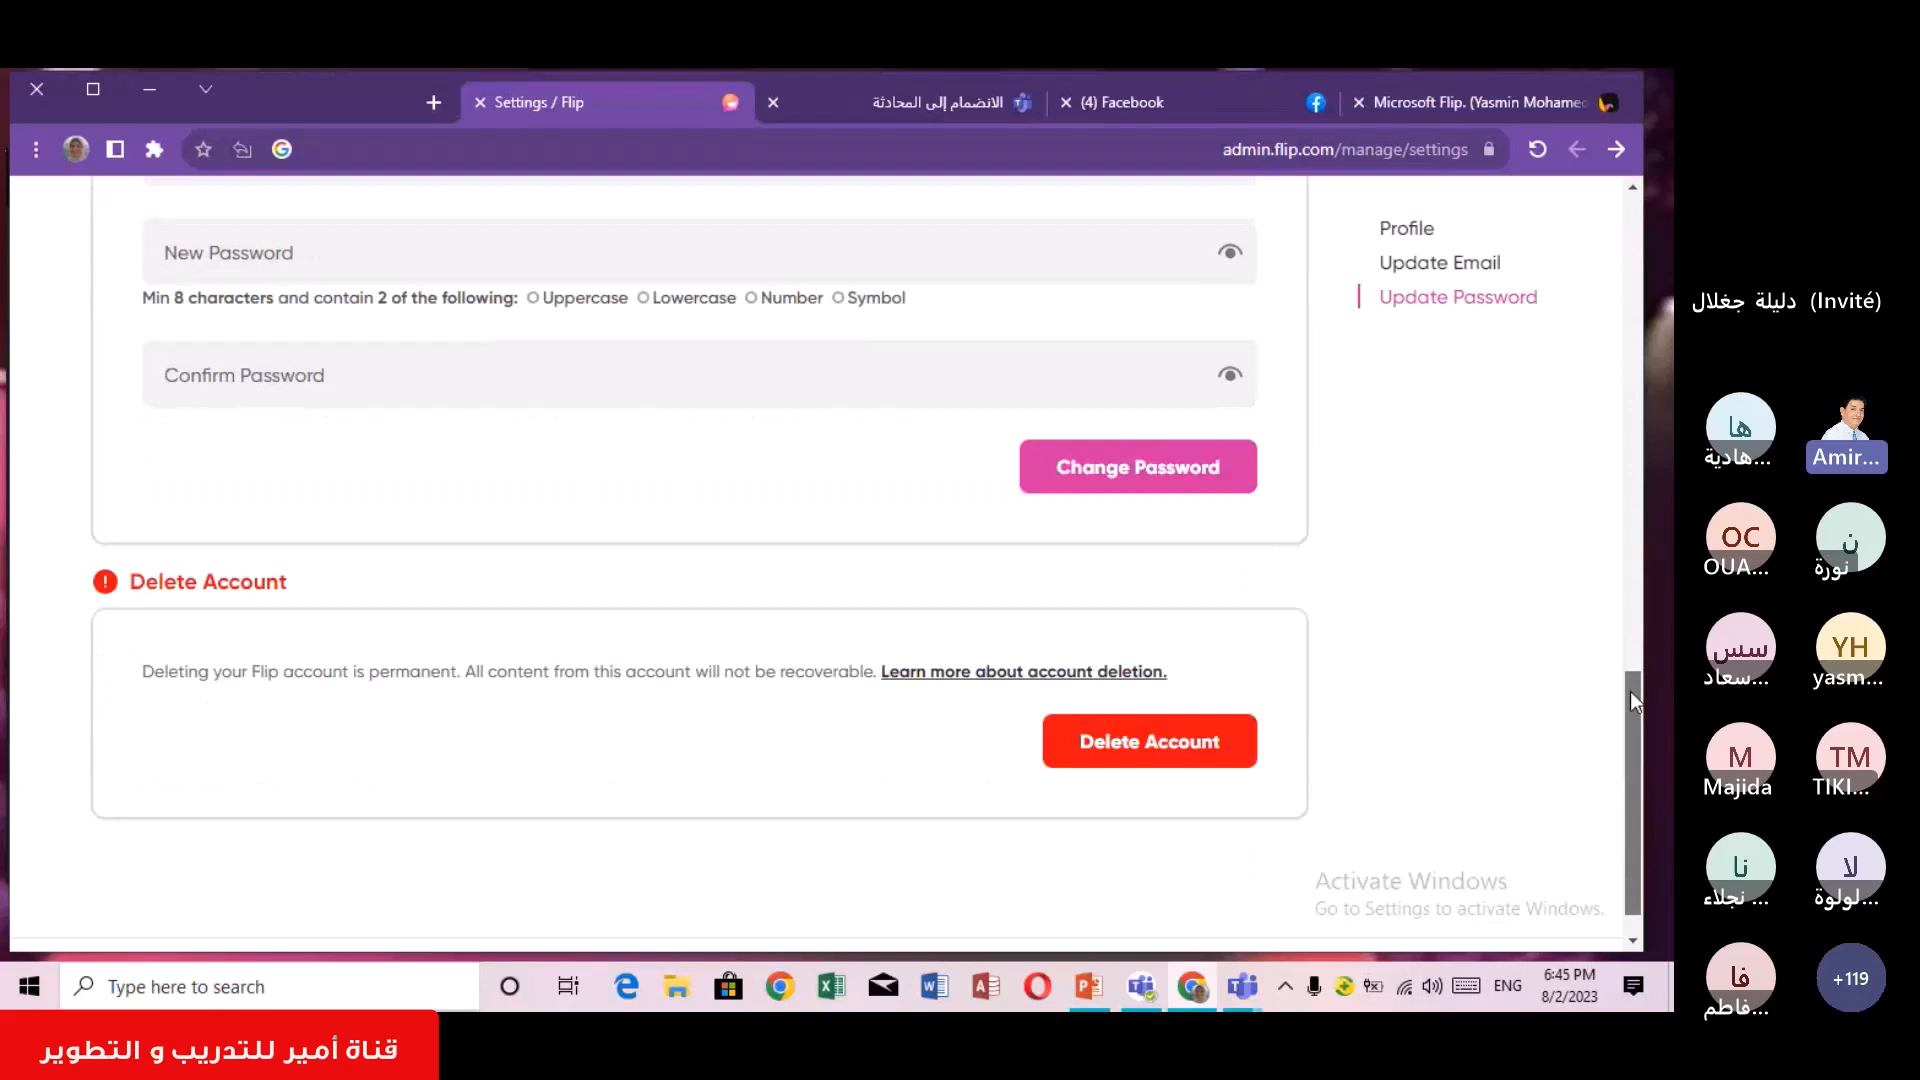 Settings / Flip
الانضمام إلى المحادثة
(4) Facebook
Microsoft Flip. (Yasmin Mohamed
admin.flip.com/manage/settings
New Password
Min 8 characters and contain 2 of the following: Uppercase Lowercase Number Symbol
Confirm Password
Change Password
Delete Account
Deleting your Flip account is permanent. All content from this account will not be recoverable. Learn more about account deletion.
Delete Account
Profile
Update Email
Update Password
Activate Windows
Go to Settings to activate Windows.
دليلة جغلال (Invité)
ها
هادية...
Amir...
OC
OUA...
ن
نورة
سس
سعاد...
YH
yasm...
M
Majida
TM
TIKI...
نا
نجلاء ...
لا
لولوة...
فا
فاطم...
+119
Type here to search
ENG
6:45 PM
8/2/2023
قناة أمير للتدريب و التطوير